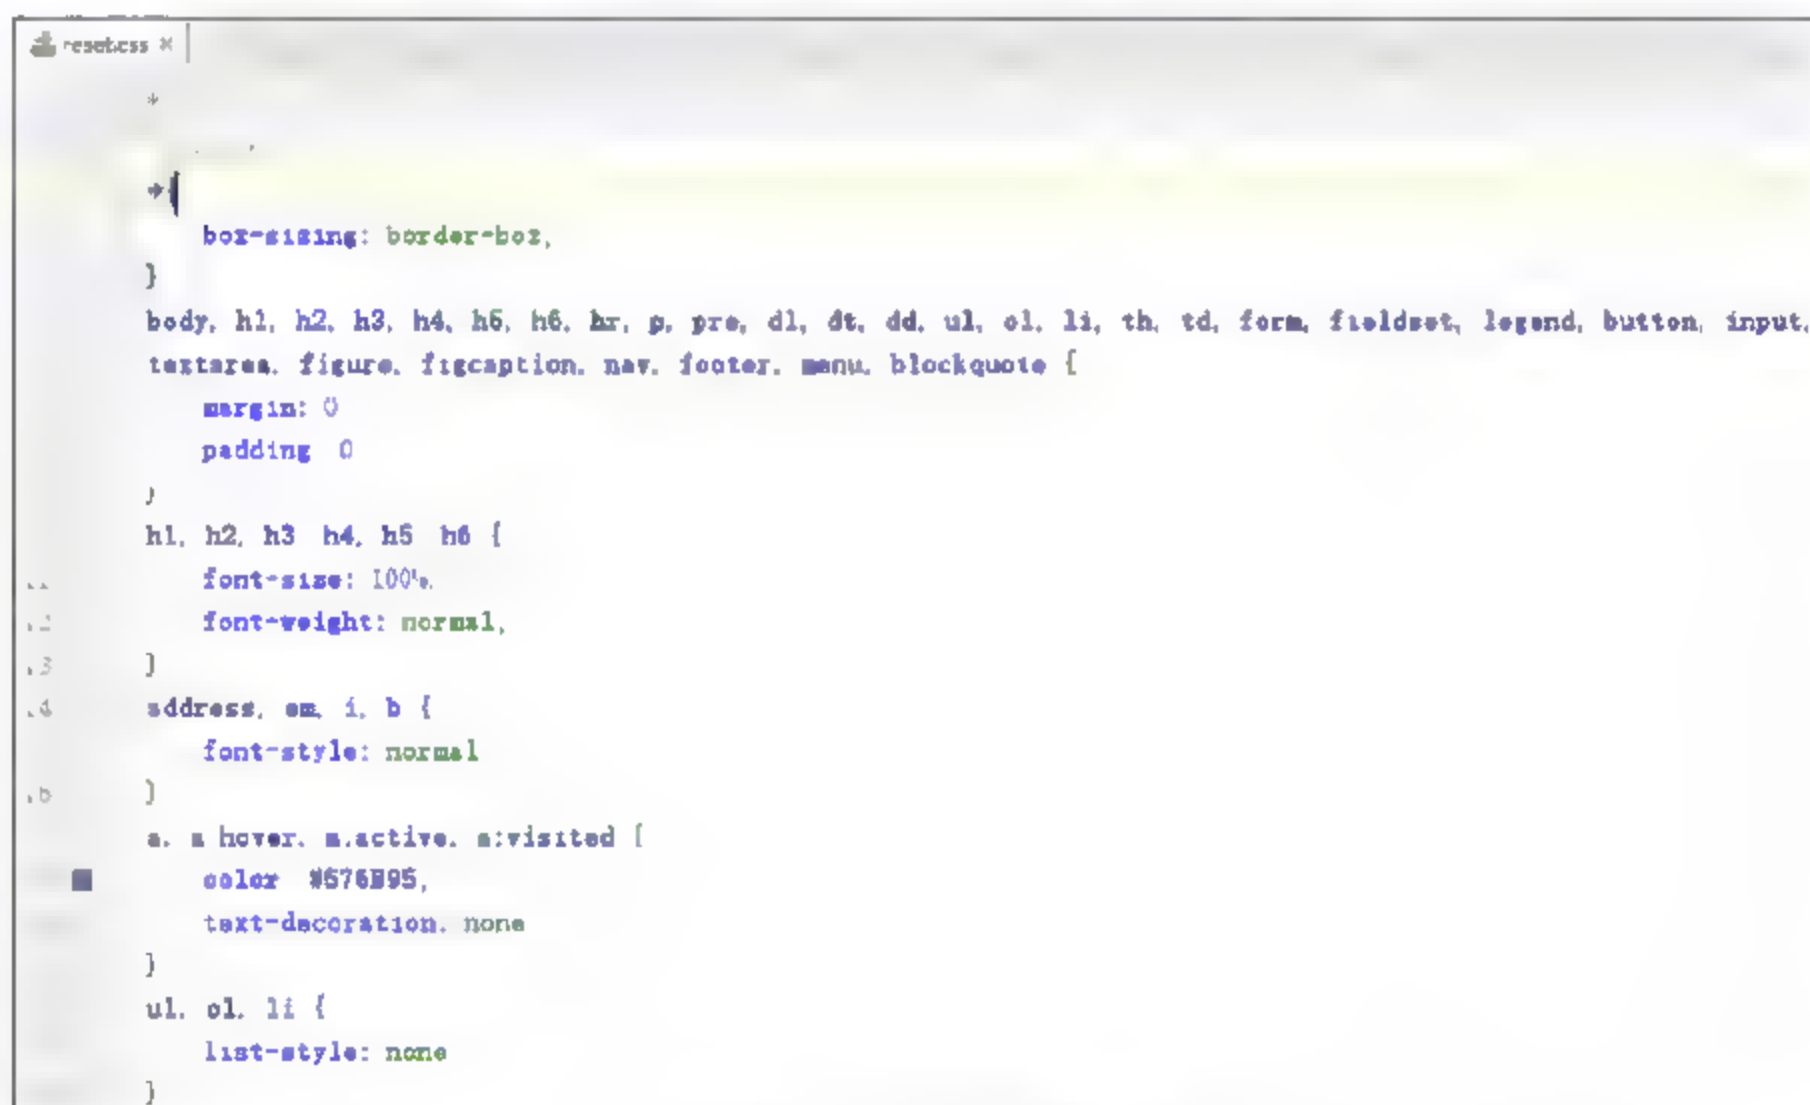 reset.css ×
*
*{
    box-sizing: border-box;
}
body, h1, h2, h3, h4, h5, h6, hr, p, pre, dl, dt, dd, ul, ol, li, th, td, form, fieldset, legend, button, input,
textarea, figure, figcaption, nav, footer, menu, blockquote {
    margin: 0
    padding 0
}
h1, h2, h3 h4, h5 h6 {
    font-size: 100%
    font-weight: normal;
}
address, em, i, b {
    font-style: normal
}
a, a hover, a.active, a:visited {
    color #576B95;
    text-decoration. none
}
ul, ol, li {
    list-style: none
}